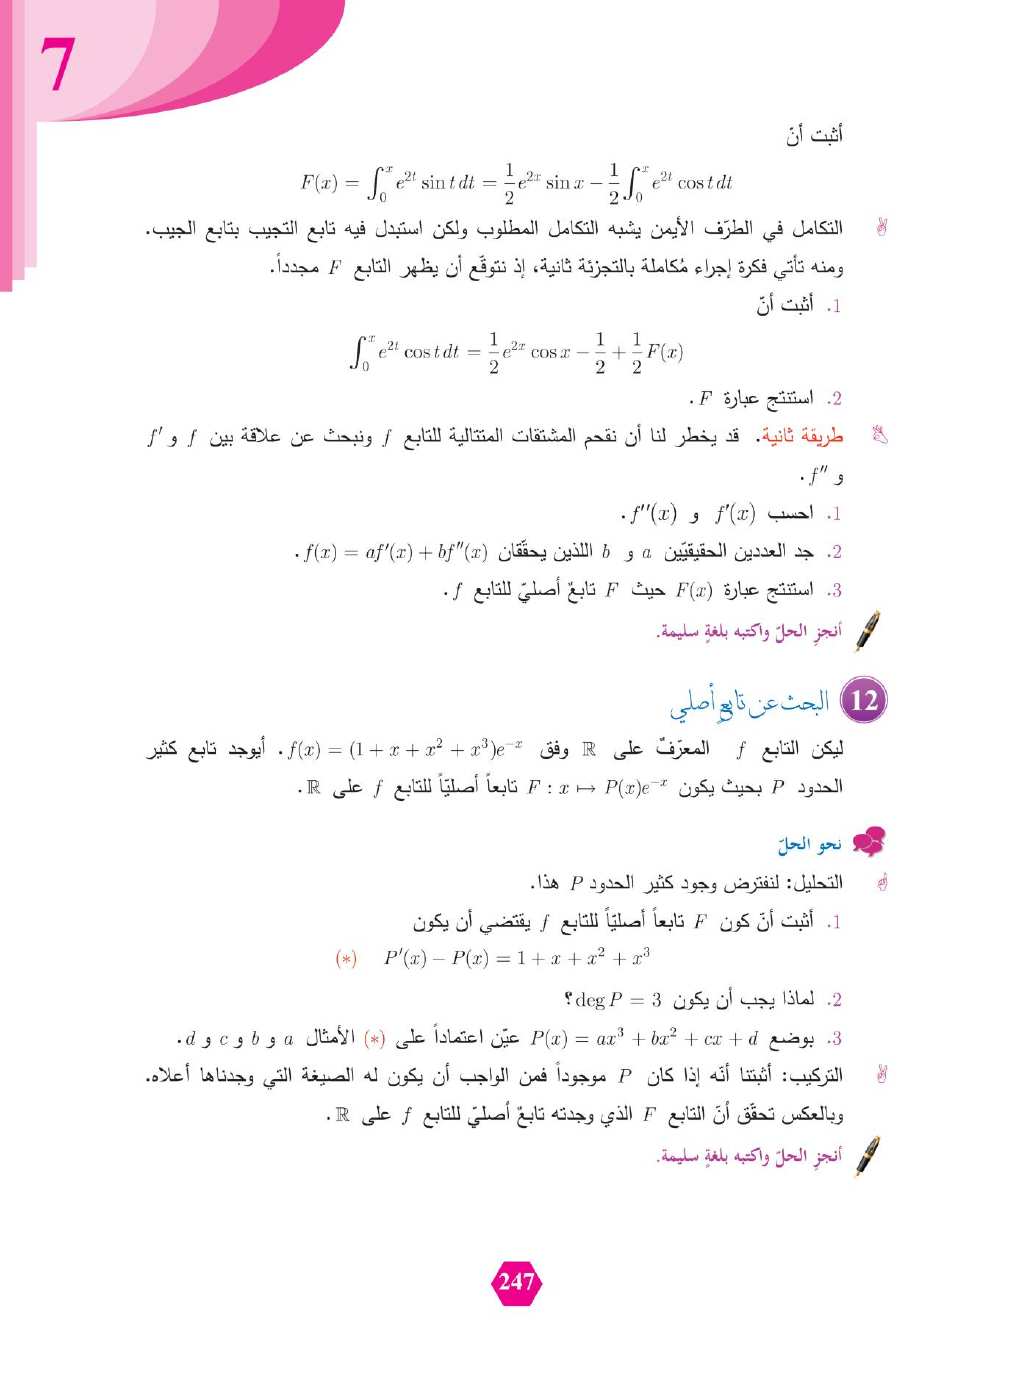 7
أثبت أنّ
F(x) = ∫₀ˣ e²ᵗ sin t dt = 1/2 e²ˣ sin x − 1/2 ∫₀ˣ e²ᵗ cos t dt
التكامل في الطرّف الأيمن يشبه التكامل المطلوب ولكن استبدل فيه تابع التجيب بتابع الجيب.
ومنه تأتي فكرة إجراء مُكاملة بالتجزئة ثانية، إذ نتوقّع أن يظهر التابع F مجدداً.
1. أثبت أنّ
∫₀ˣ e²ᵗ cos t dt = 1/2 e²ˣ cos x − 1/2 + 1/2 F(x)
2. استنتج عبارة F.
طريقة ثانية. قد يخطر لنا أن نقحم المشتقات المتتالية للتابع f ونبحث عن علاقة بين f و f′
و f″.
1. احسب f′(x) و f′′(x).
2. جد العددين الحقيقيّين a و b اللذين يحقّقان f(x) = af′(x) + bf″(x).
3. استنتج عبارة F(x) حيث F تابعٌ أصليّ للتابع f.
أنجزِ الحلّ واكتبه بلغةٍ سليمة.
12 البحث عن تابعٍ أصلي
ليكن التابع f المعرّفٌ على ℝ وفق f(x) = (1 + x + x² + x³)e⁻ˣ. أيوجد تابع كثير
الحدود P بحيث يكون F : x ↦ P(x)e⁻ˣ تابعاً أصليّاً للتابع f على ℝ.
نحو الحلّ
التحليل: لنفترض وجود كثير الحدود P هذا.
1. أثبت أنّ كون F تابعاً أصليّاً للتابع f يقتضي أن يكون
P′(x) − P(x) = 1 + x + x² + x³ (*)
2. لماذا يجب أن يكون deg P = 3؟
3. بوضع P(x) = ax³ + bx² + cx + d عيّن اعتماداً على (*) الأمثال a و b و c و d.
التركيب: أثبتنا أنّه إذا كان P موجوداً فمن الواجب أن يكون له الصيغة التي وجدناها أعلاه.
وبالعكس تحقّق أنّ التابع F الذي وجدته تابعٌ أصليّ للتابع f على ℝ.
أنجزِ الحلّ واكتبه بلغةٍ سليمة.
247